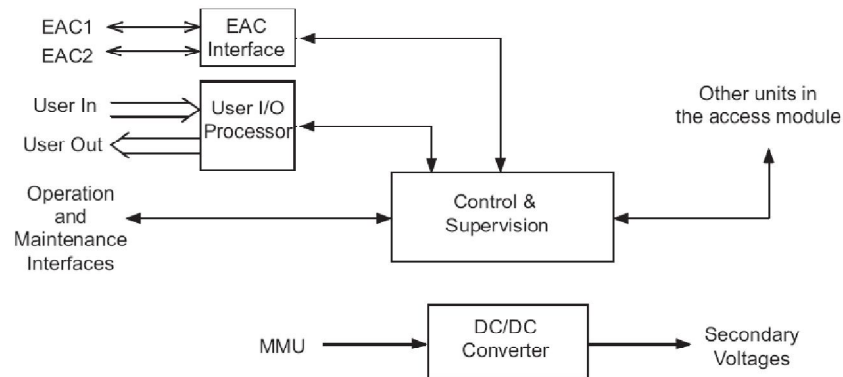 EAC1
EAC2
EAC
Interface
User In
User Out
User I/O
Processor
Other units in
the access module
Operation
and
Maintenance
Interfaces
Control &
Supervision
MMU
DC/DC
Converter
Secondary
Voltages